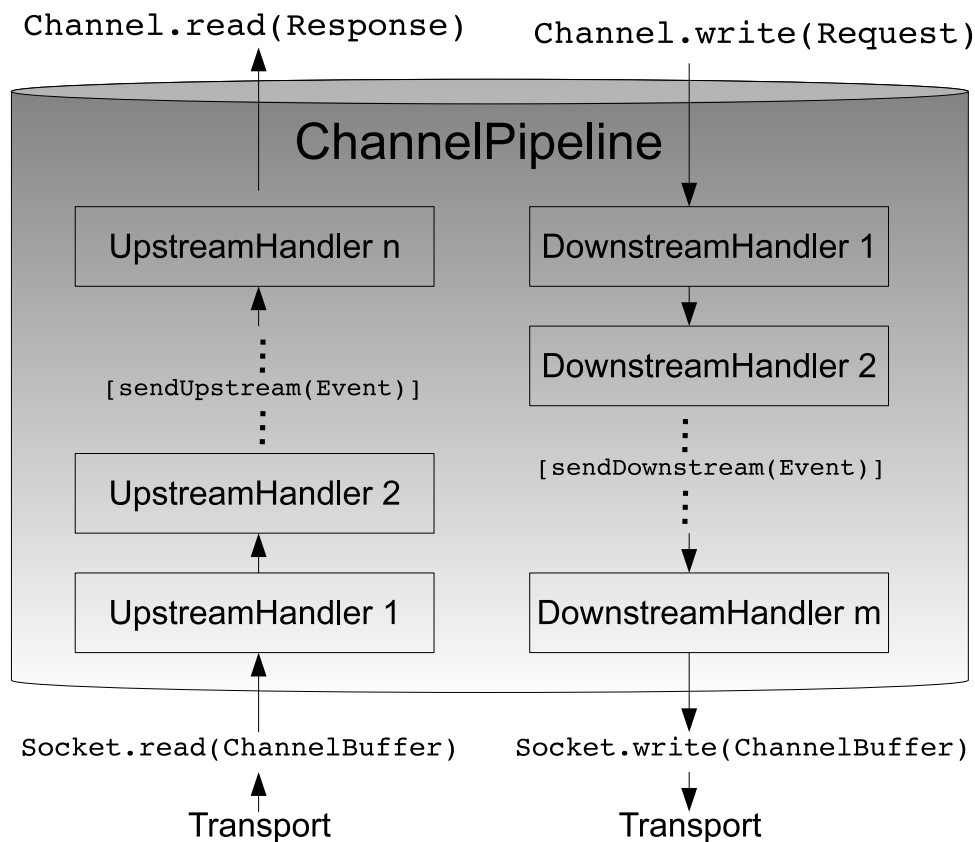 Channel.read(Response)
Channel.write(Request)
ChannelPipeline
UpstreamHandler n
[sendUpstream(Event)]
UpstreamHandler 2
UpstreamHandler 1
Socket.read(ChannelBuffer)
Transport
DownstreamHandler 1
DownstreamHandler 2
[sendDownstream(Event)]
DownstreamHandler m
Socket.write(ChannelBuffer)
Transport